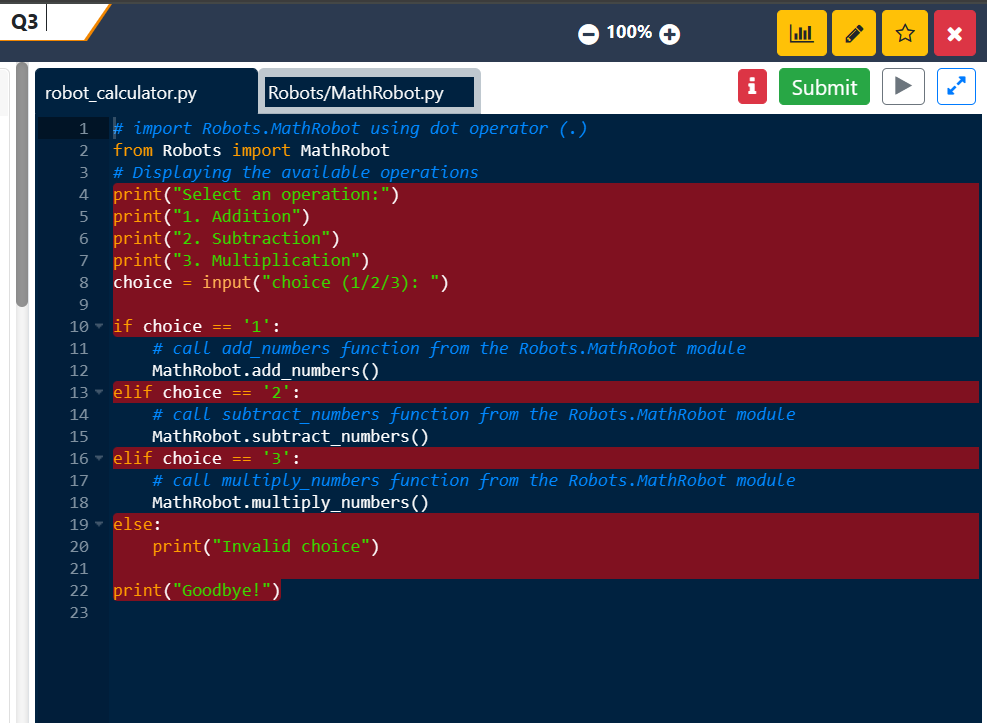 Q3
100%
robot_calculator.py
Robots/MathRobot.py
i
Submit
1 # import Robots.MathRobot using dot operator (.)
2 from Robots import MathRobot
3 # Displaying the available operations
4 print("Select an operation:")
5 print("1. Addition")
6 print("2. Subtraction")
7 print("3. Multiplication")
8 choice = input("choice (1/2/3): ")
9
10 if choice == '1':
11     # call add_numbers function from the Robots.MathRobot module
12     MathRobot.add_numbers()
13 elif choice == '2':
14     # call subtract_numbers function from the Robots.MathRobot module
15     MathRobot.subtract_numbers()
16 elif choice == '3':
17     # call multiply_numbers function from the Robots.MathRobot module
18     MathRobot.multiply_numbers()
19 else:
20     print("Invalid choice")
21
22 print("Goodbye!")
23